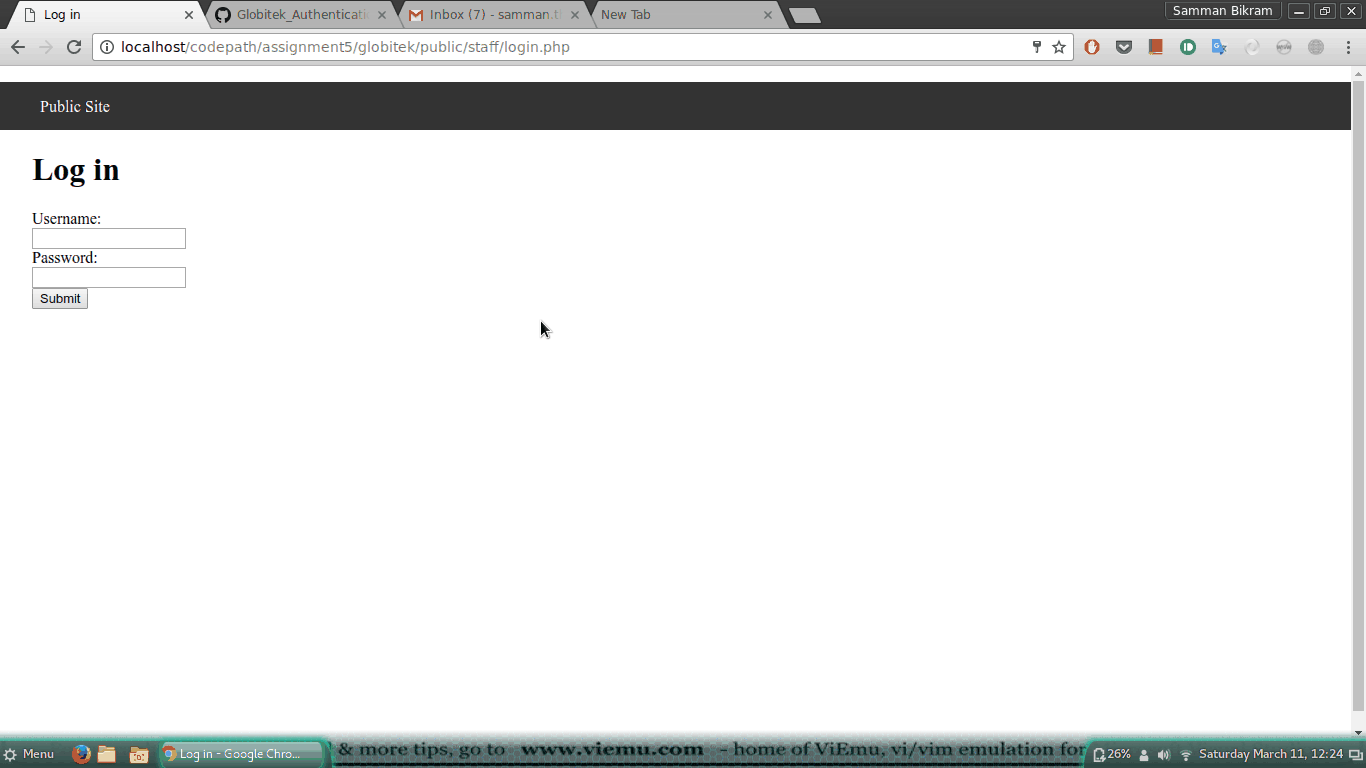 Log in
Globitek_Authenticati
Inbox (7) - samman.t
New Tab
Samman Bikram
localhost/codepath/assignment5/globitek/public/staff/login.php
Public Site
Log in
Username:
Password:
Submit
Menu
Log in - Google Chro...
& more tips, go to www.viemu.com - home of ViEmu, vi/vim emulation for
26%
Saturday March 11, 12:24